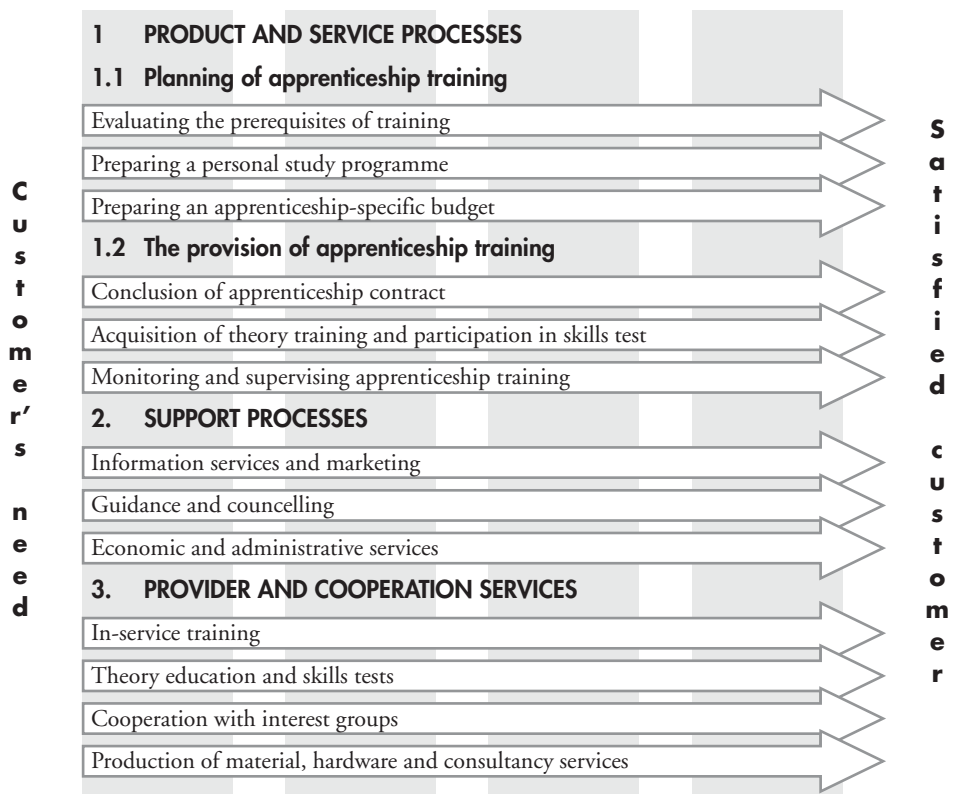 Customer's need
1 PRODUCT AND SERVICE PROCESSES
1.1 Planning of apprenticeship training
Evaluating the prerequisites of training
Preparing a personal study programme
Preparing an apprenticeship-specific budget
1.2 The provision of apprenticeship training
Conclusion of apprenticeship contract
Acquisition of theory training and participation in skills test
Monitoring and supervising apprenticeship training
2. SUPPORT PROCESSES
Information services and marketing
Guidance and councelling
Economic and administrative services
3. PROVIDER AND COOPERATION SERVICES
In-service training
Theory education and skills tests
Cooperation with interest groups
Production of material, hardware and consultancy services
Satisfied customer